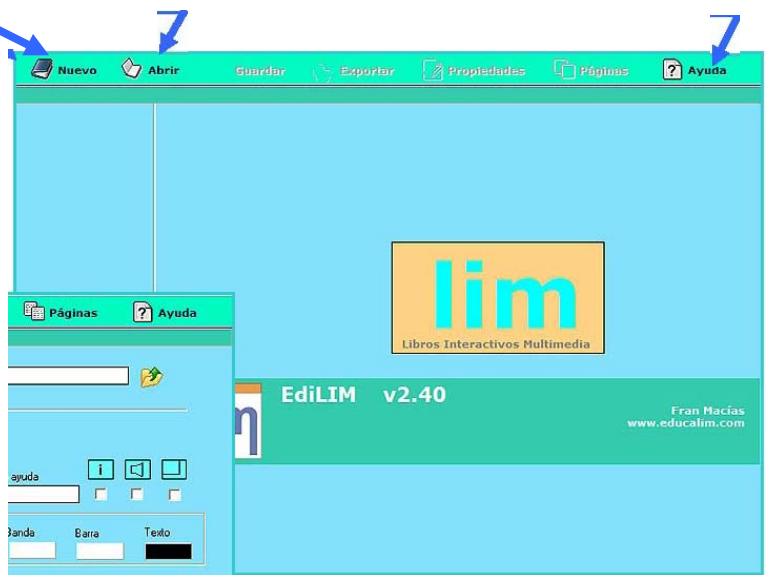 Nuevo Abrir Guardar Exportar Propiedades Páginas ? Ayuda
lim
Libros Interactivos Multimedia
Páginas ? Ayuda
EdiLIM v2.40
Fran Macías
www.educalim.com
ayuda i
Banda Barra Texto